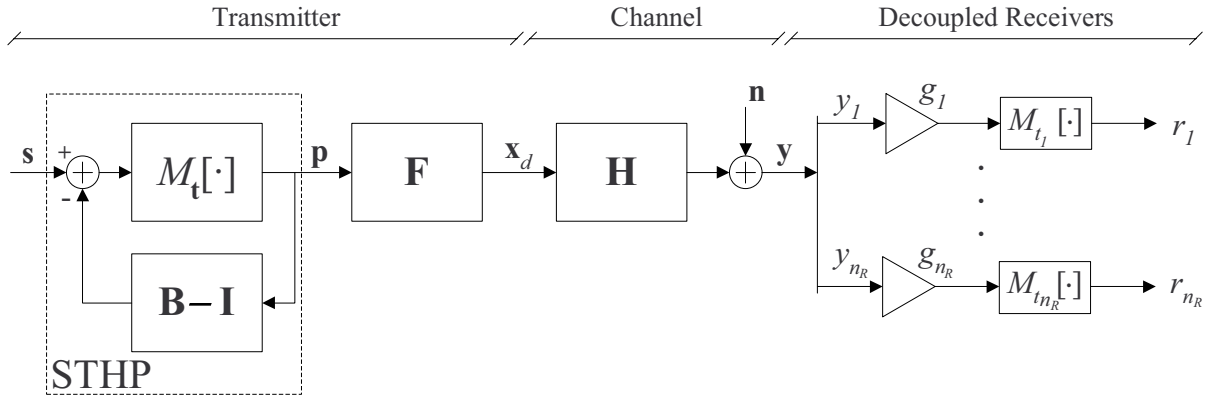 Transmitter
Channel
Decoupled Receivers
s
+
-
M_t[·]
p
F
x_d
H
n
+
y
y_1
g_1
M_{t_1}[·]
r_1
B−I
STHP
y_{n_R}
g_{n_R}
M_{t_{n_R}}[·]
r_{n_R}